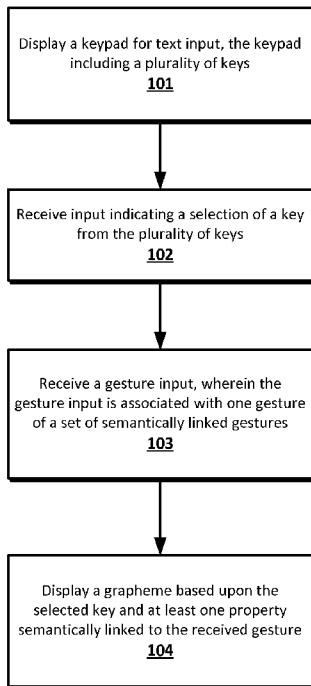 Display a keypad for text input, the keypad
including a plurality of keys
101
Receive input indicating a selection of a key
from the plurality of keys
102
Receive a gesture input, wherein the
gesture input is associated with one gesture
of a set of semantically linked gestures
103
Display a grapheme based upon the
selected key and at least one property
semantically linked to the received gesture
104